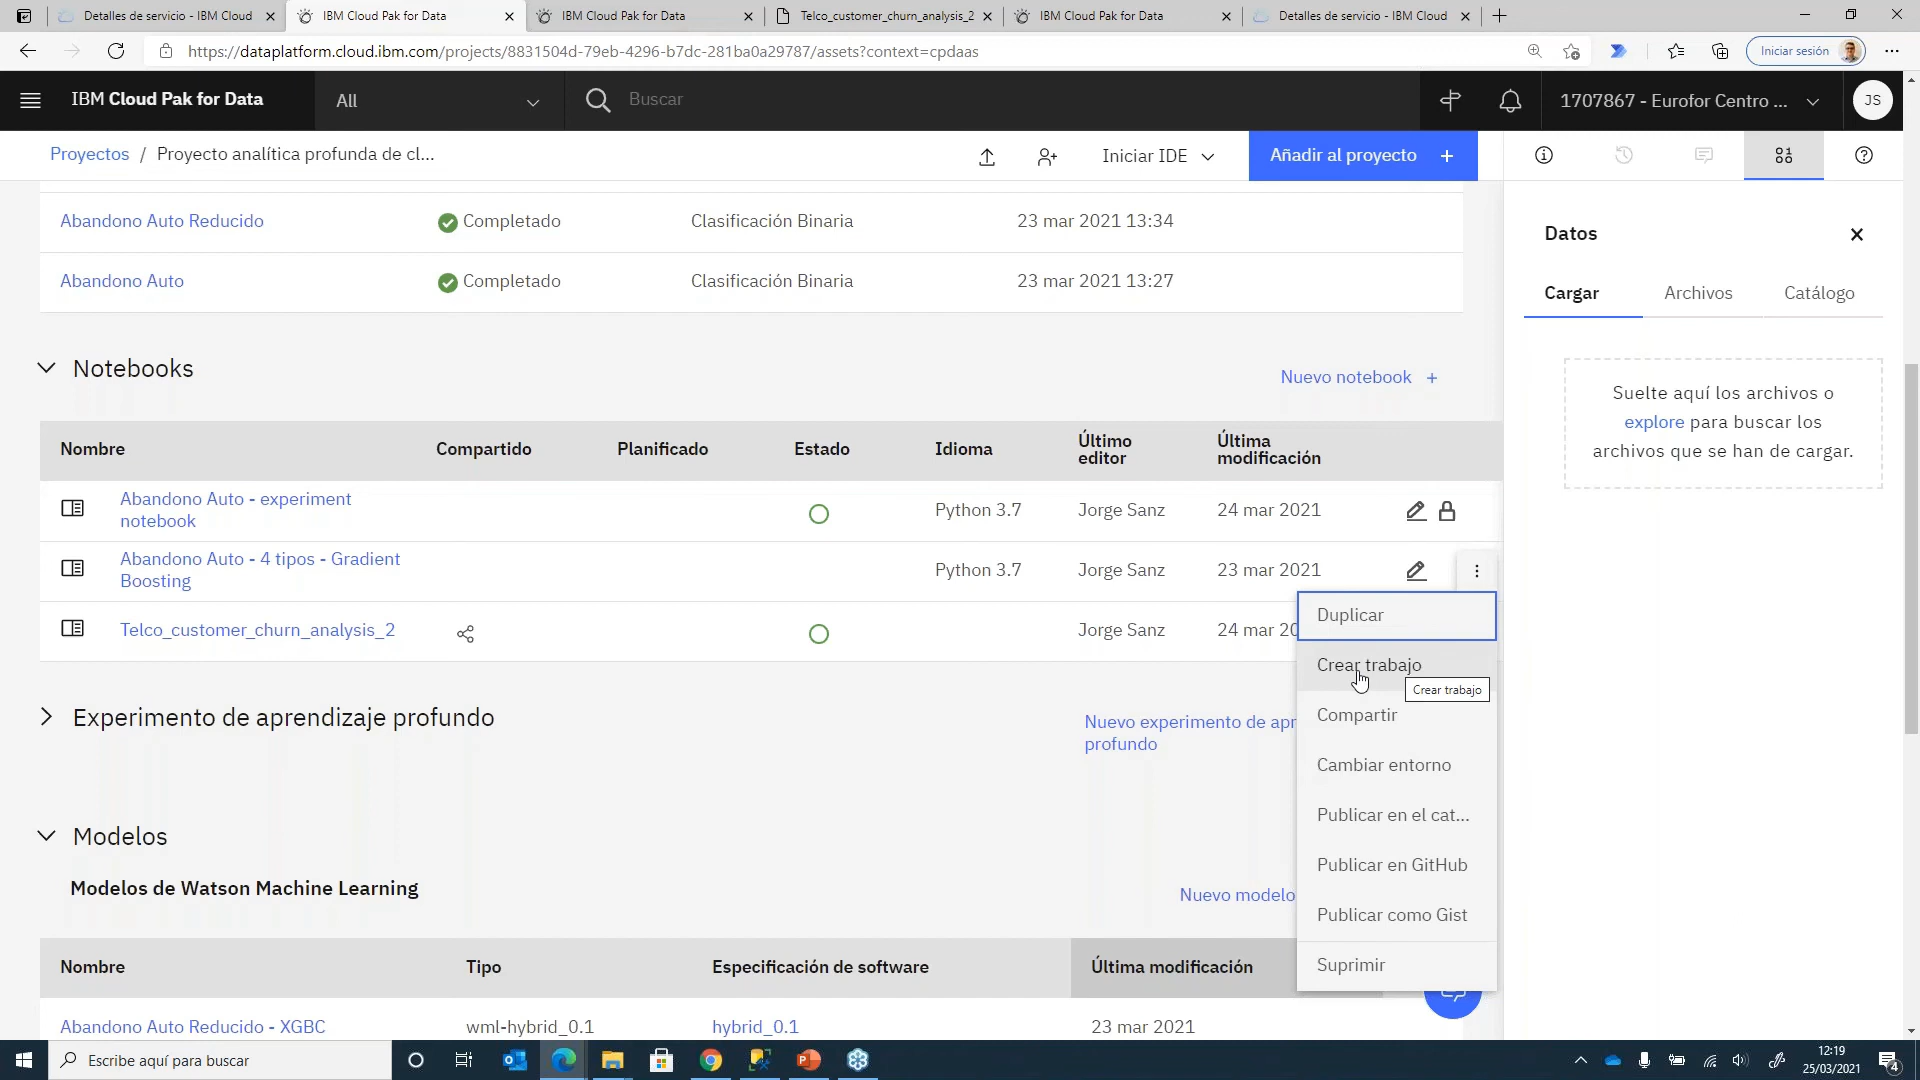 Detalles de servicio - IBM Cloud
IBM Cloud Pak for Data
IBM Cloud Pak for Data
Telco_customer_churn_analysis_2
IBM Cloud Pak for Data
Detalles de servicio - IBM Cloud
https://dataplatform.cloud.ibm.com/projects/8831504d-79eb-4296-b7dc-281ba0a29787/assets?context=cpdaas
Iniciar sesión
IBM Cloud Pak for Data
All
Buscar
1707867 - Eurofor Centro ...
JS
Proyectos / Proyecto analítica profunda de cl...
Iniciar IDE
Añadir al proyecto +
Abandono Auto Reducido
Completado
Clasificación Binaria
23 mar 2021 13:34
Abandono Auto
Completado
Clasificación Binaria
23 mar 2021 13:27
Notebooks
Nuevo notebook +
Nombre
Compartido
Planificado
Estado
Idioma
Último
editor
Última
modificación
Abandono Auto - experiment
notebook
Python 3.7
Jorge Sanz
24 mar 2021
Abandono Auto - 4 tipos - Gradient
Boosting
Python 3.7
Jorge Sanz
23 mar 2021
Telco_customer_churn_analysis_2
Jorge Sanz
24 mar 20
Duplicar
Crear trabajo
Crear trabajo
Compartir
Cambiar entorno
Publicar en el cat...
Publicar en GitHub
Publicar como Gist
Suprimir
Experimento de aprendizaje profundo
Nuevo experimento de apr
profundo
Modelos
Modelos de Watson Machine Learning
Nuevo modelo
Nombre
Tipo
Especificación de software
Última modificación
Abandono Auto Reducido - XGBC
wml-hybrid_0.1
hybrid_0.1
23 mar 2021
Datos
Cargar
Archivos
Catálogo
Suelte aquí los archivos o
explore para buscar los
archivos que se han de cargar.
Escribe aquí para buscar
12:19
25/03/2021
4